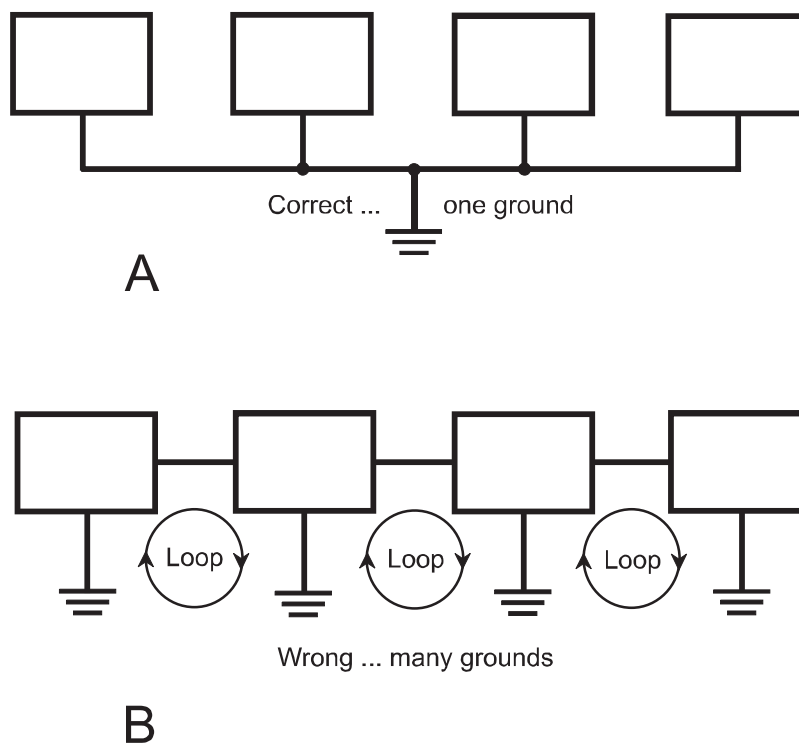 Correct ... one ground
A
Loop Loop Loop
Wrong ... many grounds
B